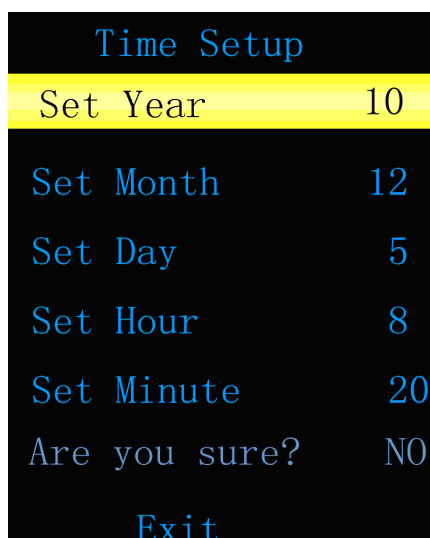 Time Setup
Set Year 10
Set Month 12
Set Day 5
Set Hour 8
Set Minute 20
Are you sure? NO
Exit